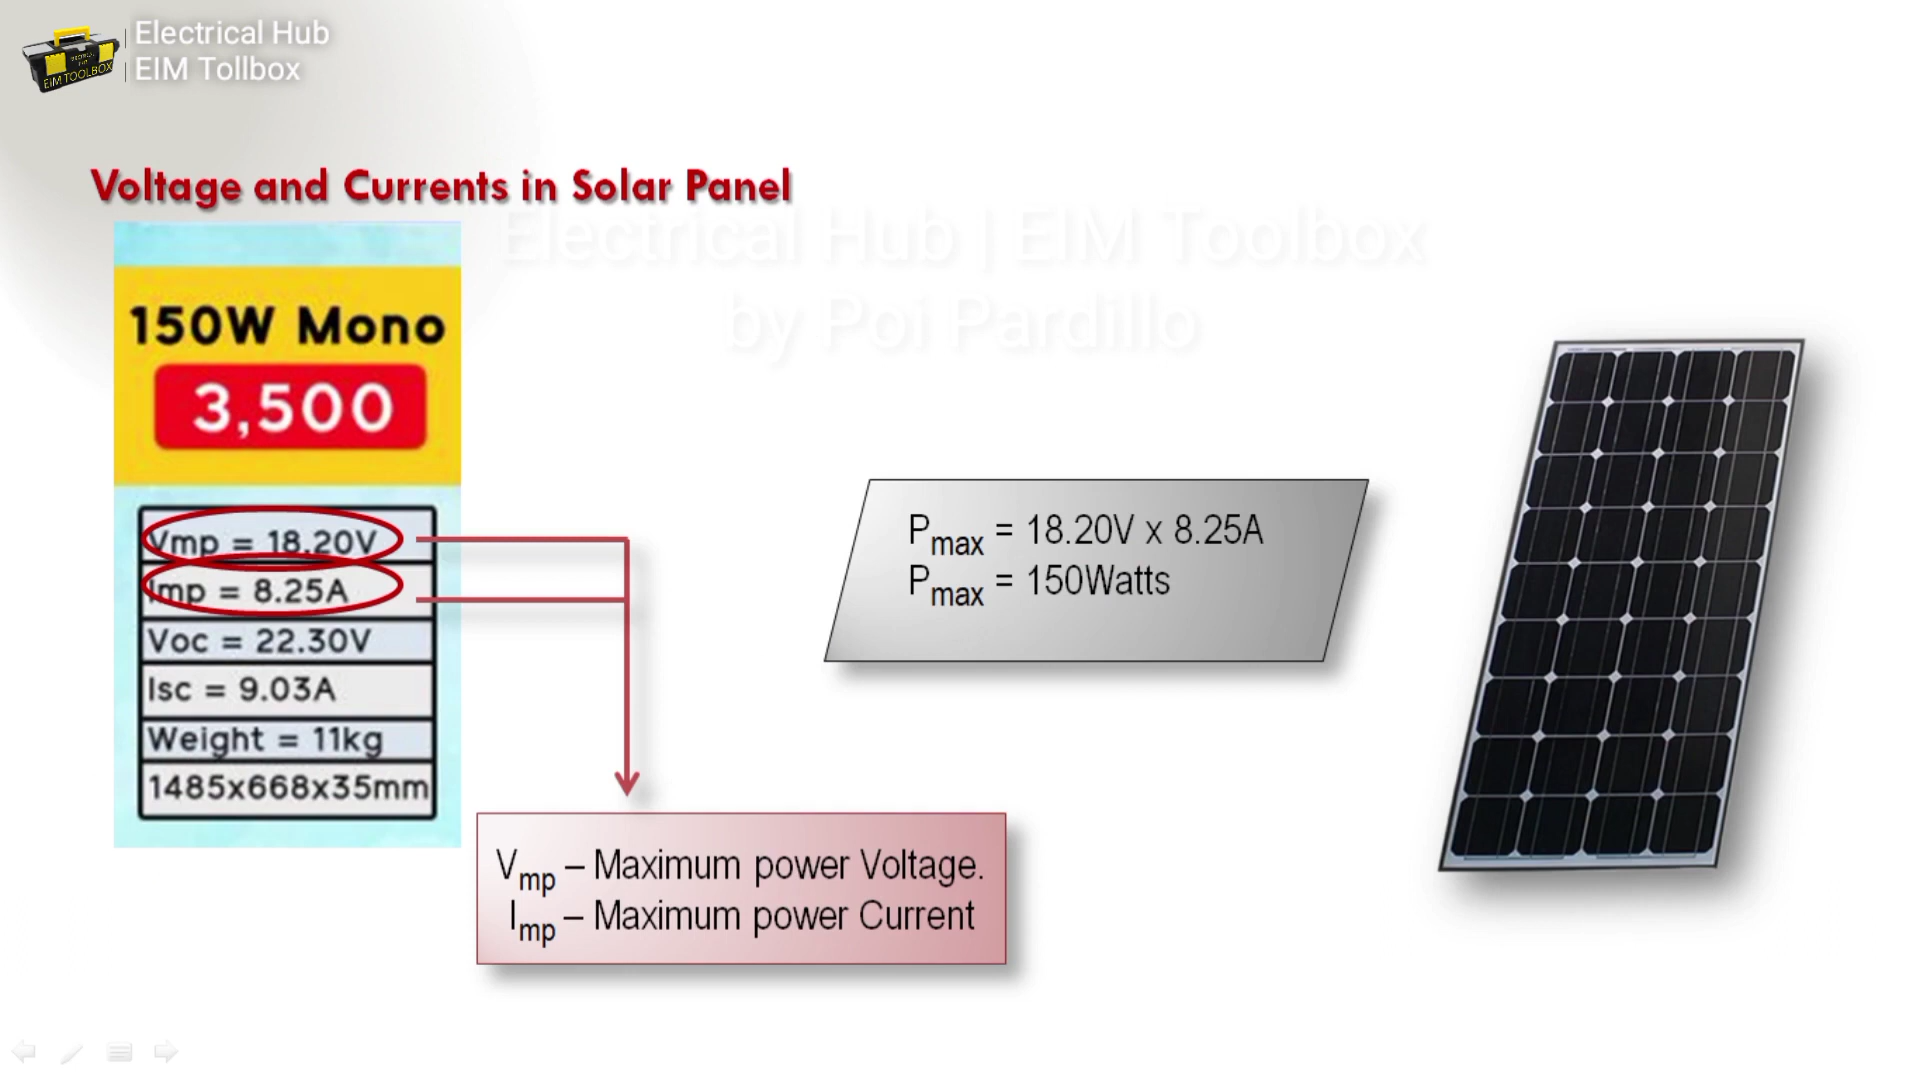 Electrical Hub
EIM Tollbox
EIM TOOLBOX
Voltage and Currents in Solar Panel
Electrical Hub | EIM Toolbox
by Poi Pardillo
150W Mono
3,500
Vmp = 18.20V
Imp = 8.25A
Voc = 22.30V
Isc = 9.03A
Weight = 11kg
1485x668x35mm
Pmax = 18.20V x 8.25A
Pmax = 150Watts
Vmp – Maximum power Voltage.
Imp – Maximum power Current